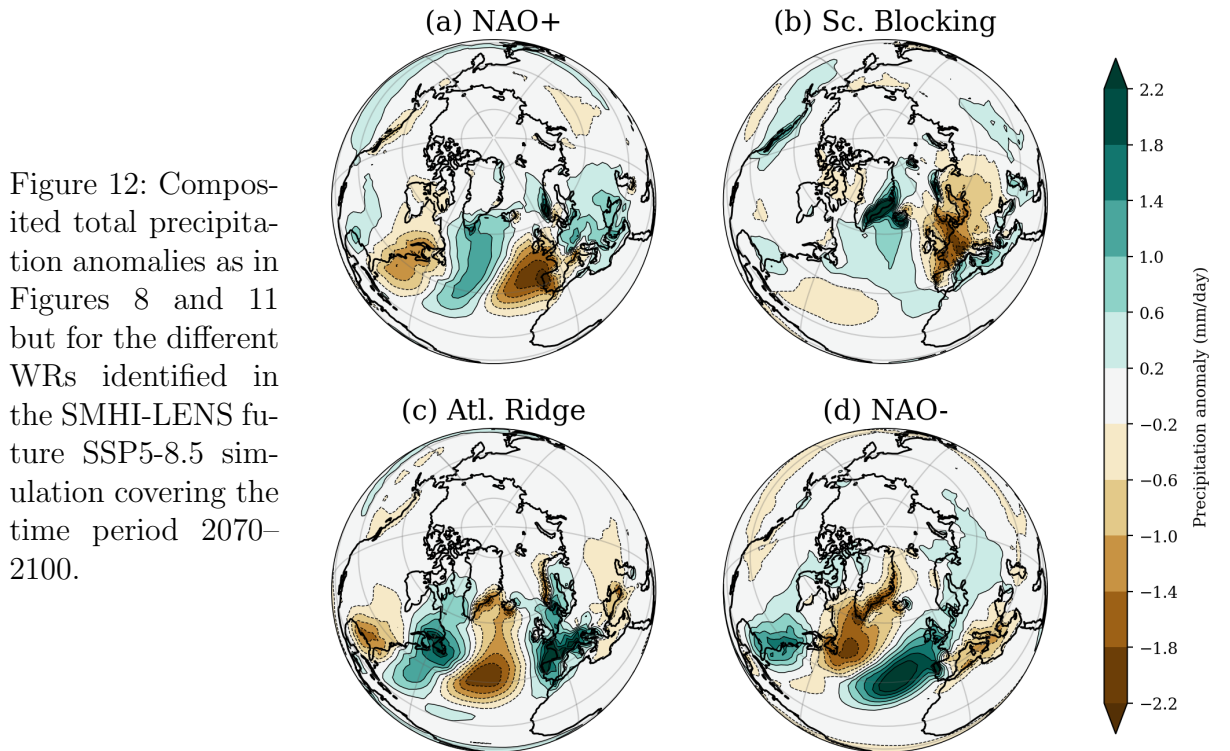 (a) NAO+
(b) Sc. Blocking
Figure 12: Compos-
ited total precipita-
tion anomalies as in
Figures 8 and 11
but for the different
WRs identified in
the SMHI-LENS fu-
ture SSP5-8.5 sim-
ulation covering the
time period 2070–
2100.
(c) Atl. Ridge
(d) NAO-
2.2
1.8
1.4
1.0
0.6
0.2
−0.2
−0.6
−1.0
−1.4
−1.8
−2.2
Precipitation anomaly (mm/day)